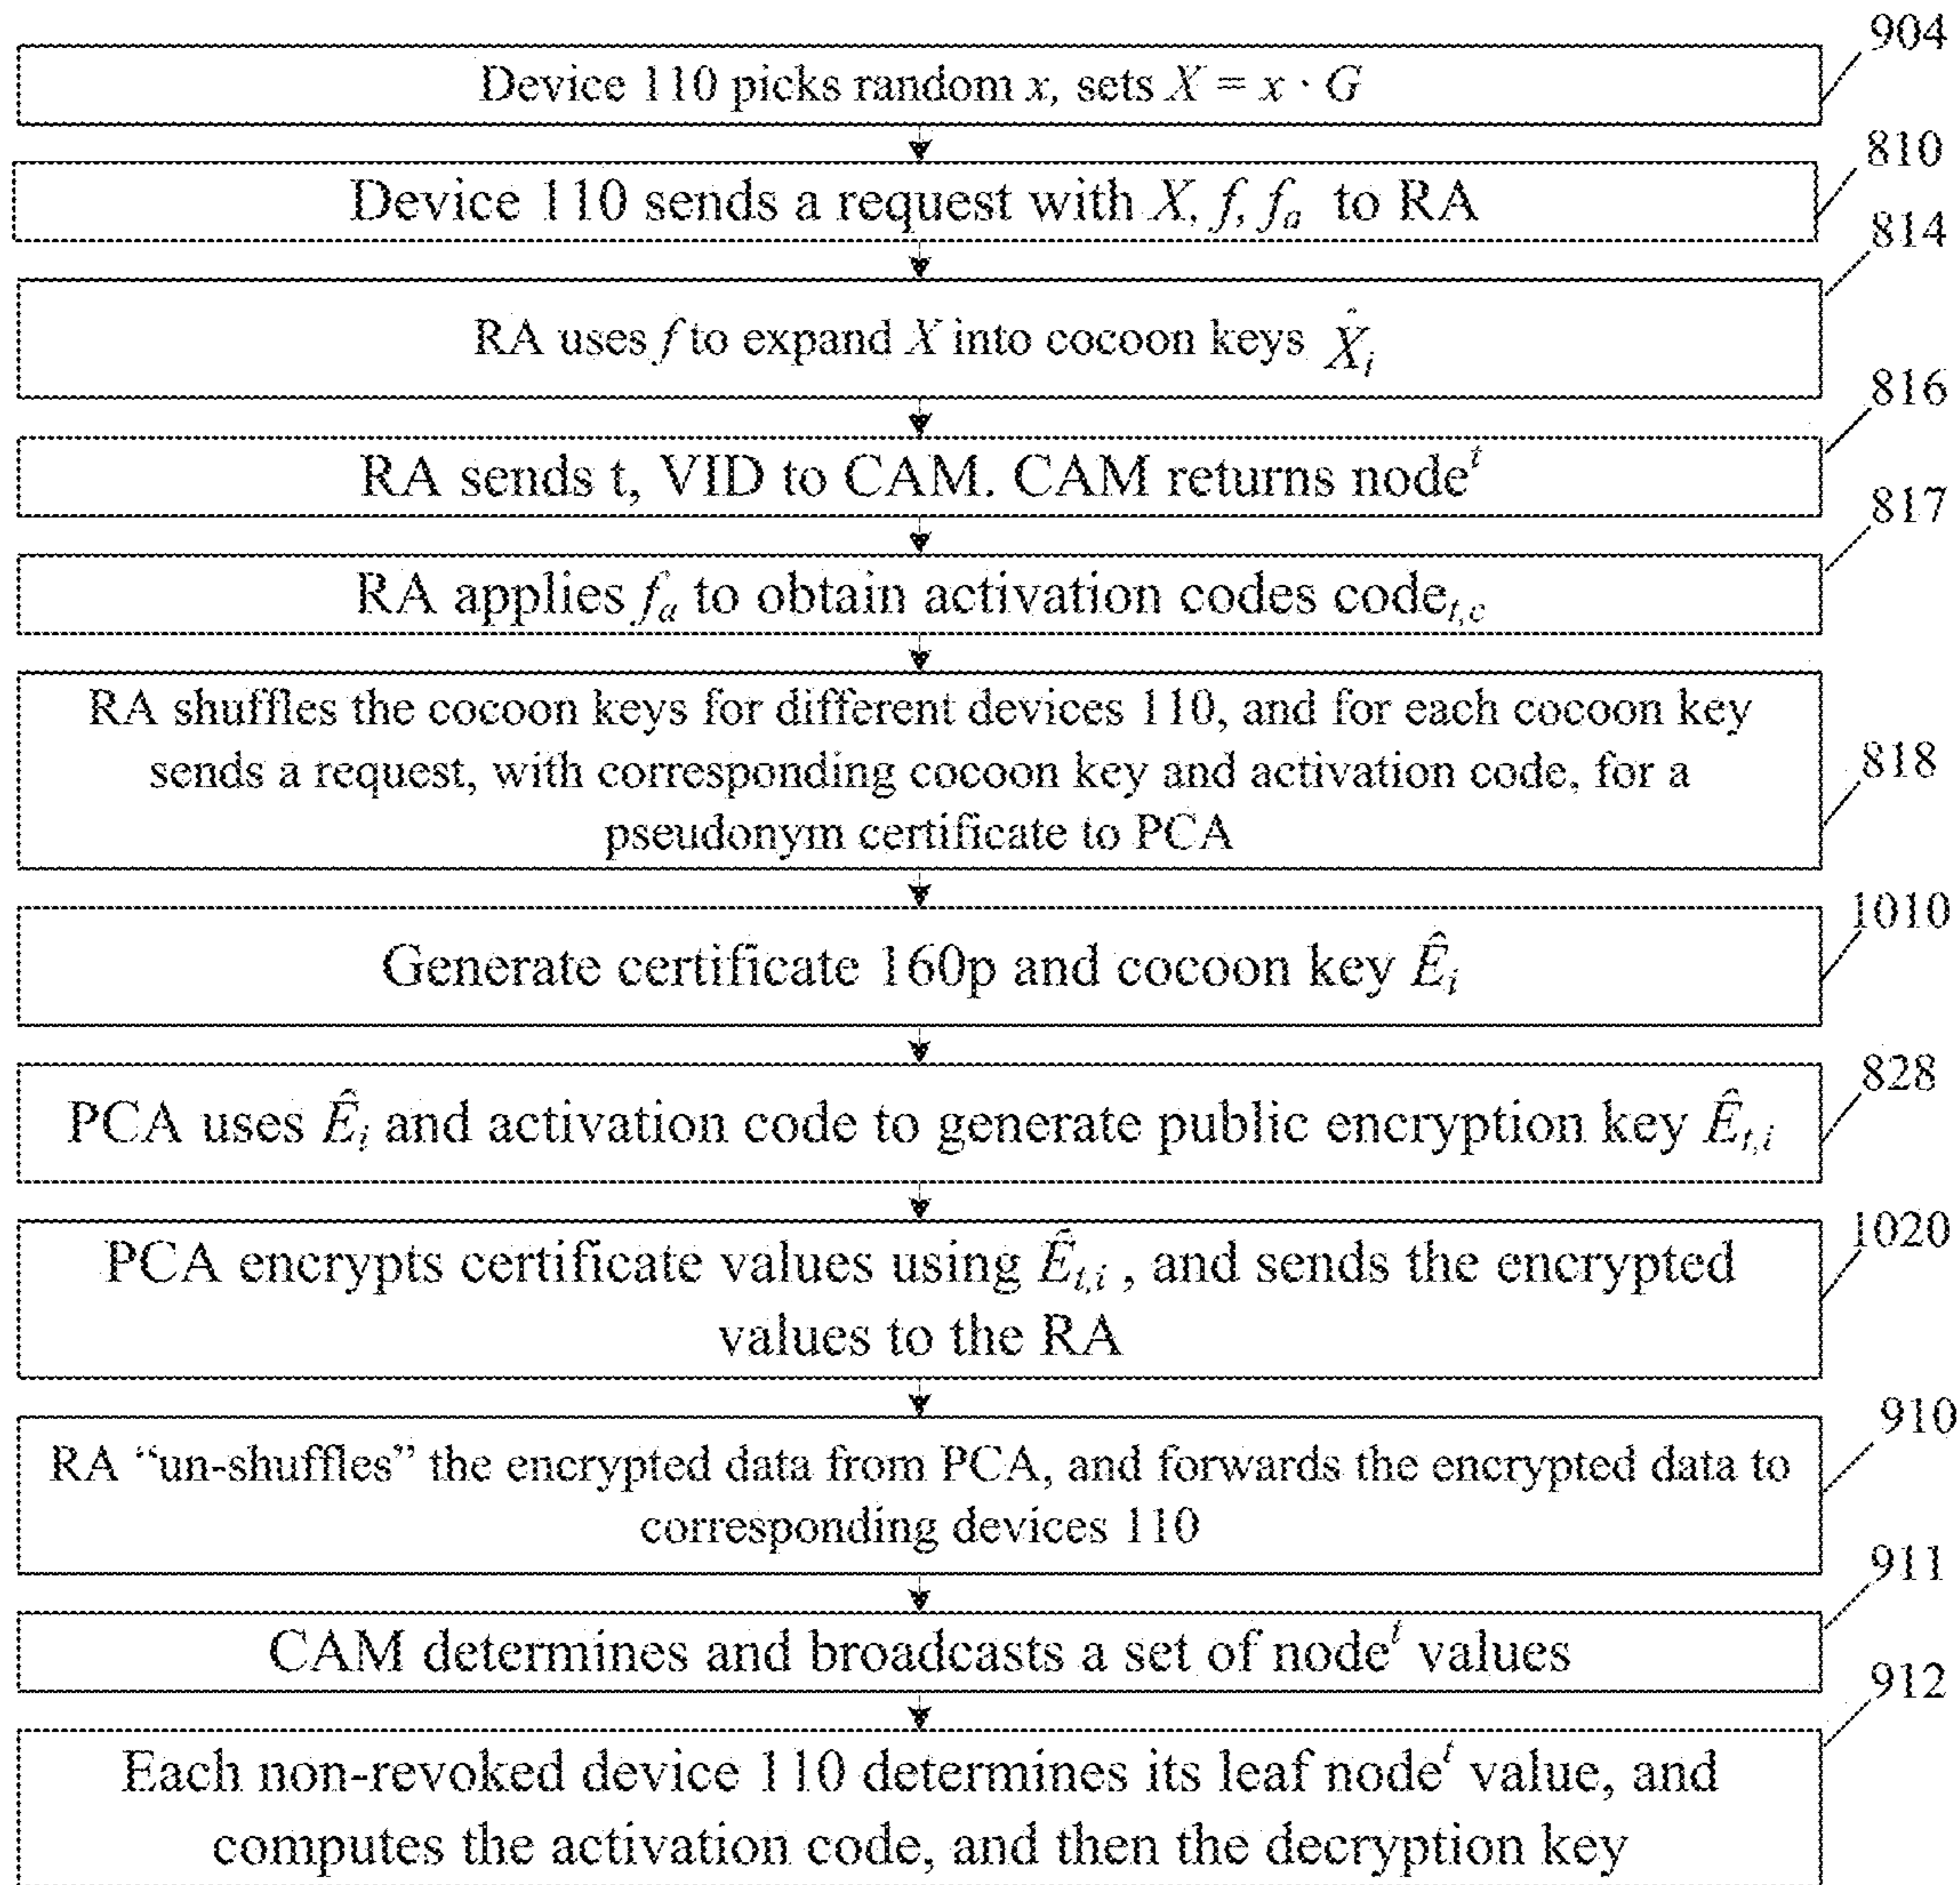 904
Device 110 picks random x, sets X = x · G
810
Device 110 sends a request with X, f, fₐ to RA
814
RA uses f to expand X into cocoon keys X̂ᵢ
816
RA sends t, VID to CAM. CAM returns nodeᵗ
817
RA applies fₐ to obtain activation codes code_{t,c}
RA shuffles the cocoon keys for different devices 110, and for each cocoon key
sends a request, with corresponding cocoon key and activation code, for a
pseudonym certificate to PCA
818
1010
Generate certificate 160p and cocoon key Êᵢ
828
PCA uses Êᵢ and activation code to generate public encryption key Ê_{t,i}
1020
PCA encrypts certificate values using Ê_{t,i} , and sends the encrypted
values to the RA
910
RA “un-shuffles” the encrypted data from PCA, and forwards the encrypted data to
corresponding devices 110
911
CAM determines and broadcasts a set of nodeᵗ values
912
Each non-revoked device 110 determines its leaf nodeᵗ value, and
computes the activation code, and then the decryption key